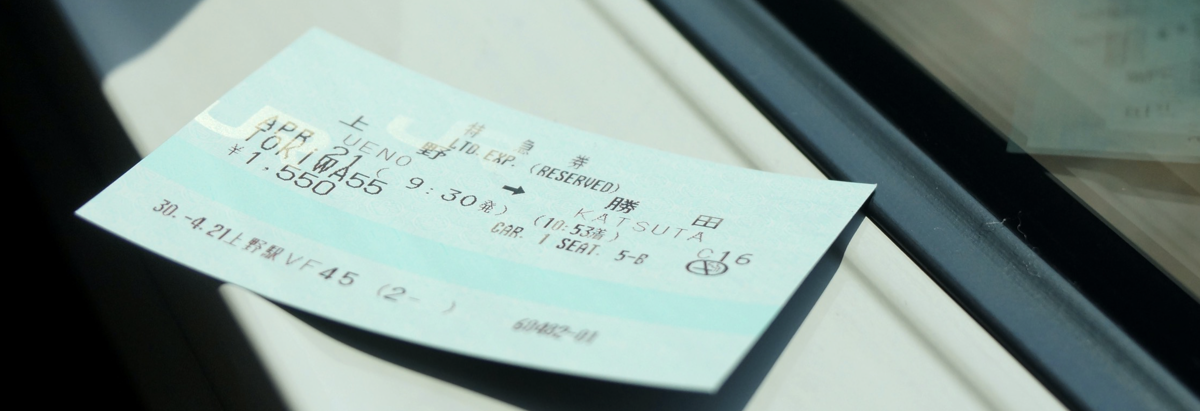 特 急 券
LTD. EXP. (RESERVED)
上 野 → 勝 田
UENO KATSUTA
APR. 21 ( 9:30発) (10:53着) C16
TOKIWA55 CAR. 1 SEAT. 5-B
¥1,550
30.-4.21上野駅VF45 (2- )
60482-01